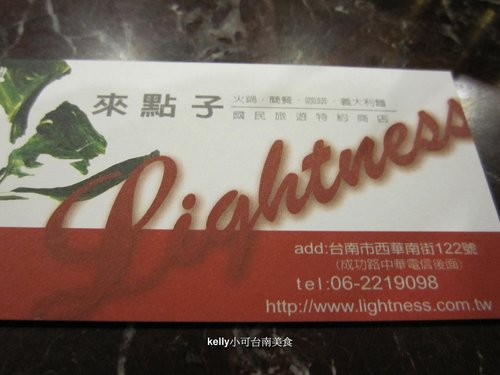 來點子
火鍋·簡餐·咖啡·義大利麵
國民旅遊特約商店
Lightness
add:台南市西華南街122號
(成功路中華電信後面)
tel:06-2219098
http://www.lightness.com.tw
kelly小可台南美食